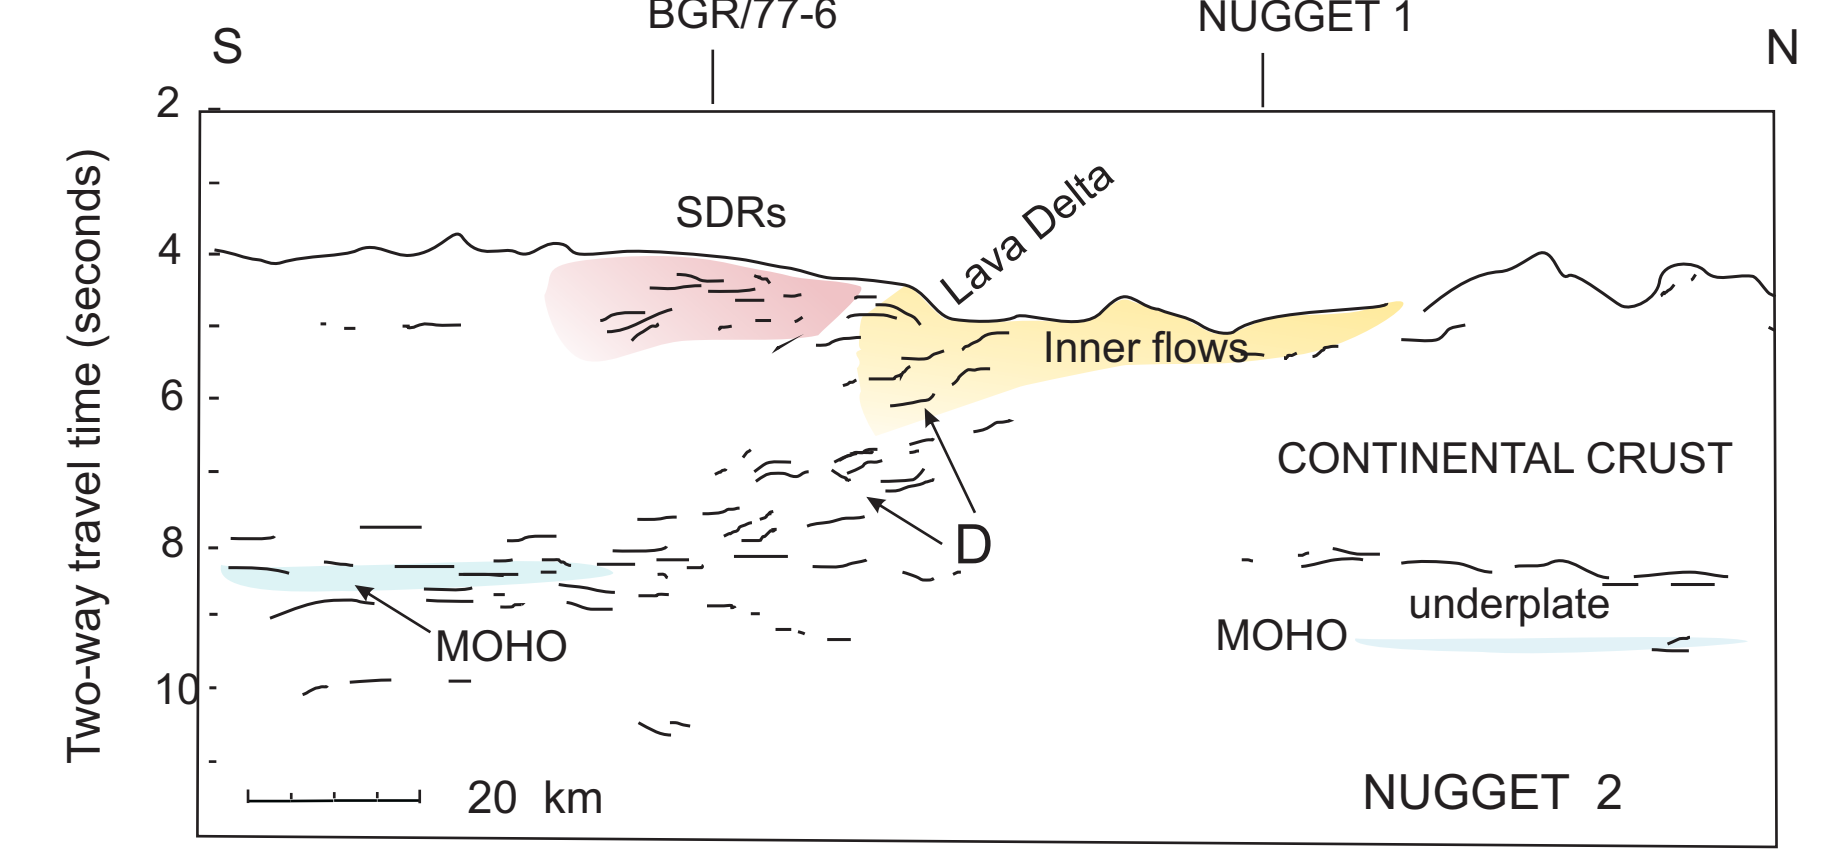 BGR/77-6
NUGGET 1
S
N
2
4
6
8
10
Two-way travel time (seconds)
SDRs
Lava Delta
Inner flows
CONTINENTAL CRUST
D
underplate
MOHO
MOHO
20 km
NUGGET 2